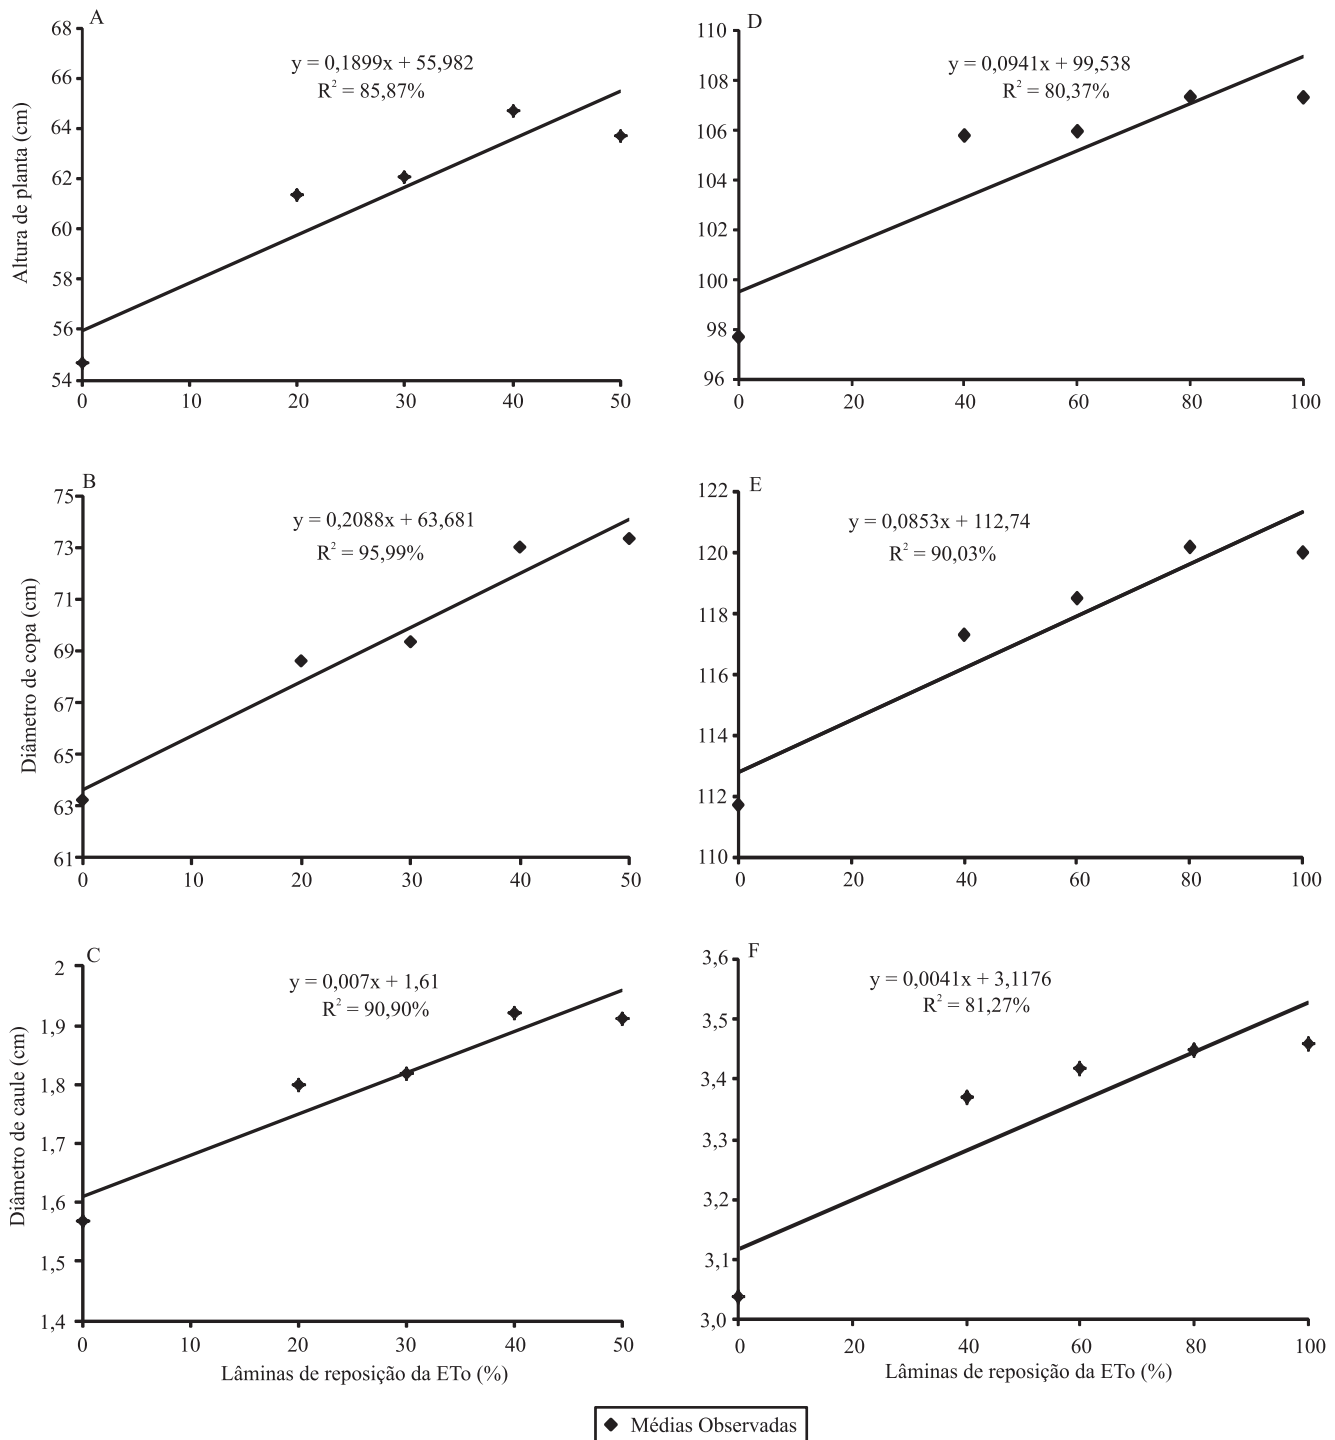 A
y = 0,1899x + 55,982
R² = 85,87%
Altura de planta (cm)
68
66
64
62
60
58
56
54
0 10 20 30 40 50
D
y = 0,0941x + 99,538
R² = 80,37%
110
108
106
104
102
100
98
96
0 20 40 60 80 100
B
y = 0,2088x + 63,681
R² = 95,99%
Diâmetro de copa (cm)
75
73
71
69
67
65
63
61
0 10 20 30 40 50
E
y = 0,0853x + 112,74
R² = 90,03%
122
120
118
116
114
112
110
0 20 40 60 80 100
C
y = 0,007x + 1,61
R² = 90,90%
Diâmetro de caule (cm)
2
1,9
1,8
1,7
1,6
1,5
1,4
0 10 20 30 40 50
Lâminas de reposição da ETo (%)
F
y = 0,0041x + 3,1176
R² = 81,27%
3,6
3,5
3,4
3,3
3,2
3,1
3,0
0 20 40 60 80 100
Lâminas de reposição da ETo (%)
Médias Observadas